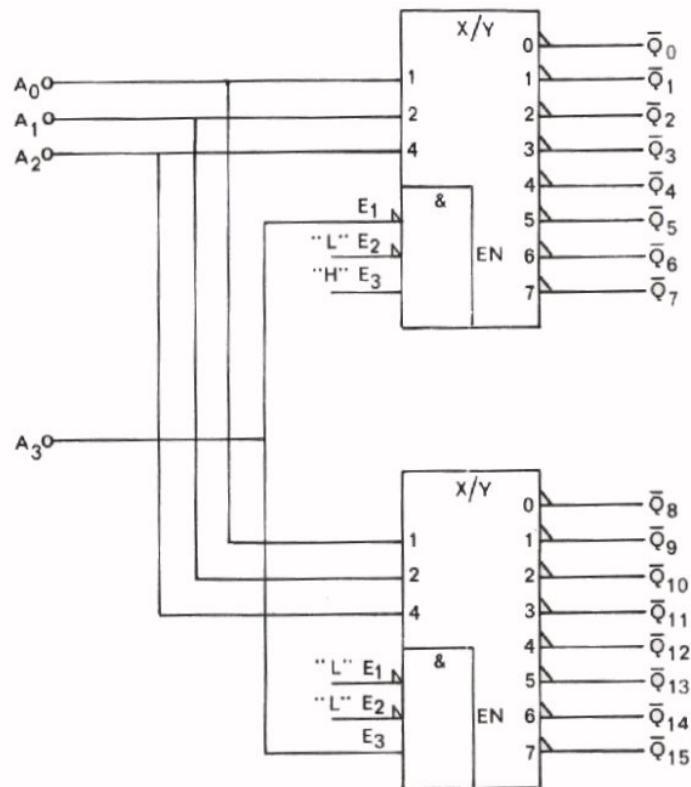 X/Y
0 Q̅0
A0 1 1 Q̅1
A1 2 2 Q̅2
A2 4 3 Q̅3
4 Q̅4
E1 & 5 Q̅5
"L" E2 EN 6 Q̅6
"H" E3 7 Q̅7
A3
X/Y
0 Q̅8
1 1 Q̅9
2 2 Q̅10
4 3 Q̅11
4 Q̅12
"L" E1 & 5 Q̅13
"L" E2 EN 6 Q̅14
E3 7 Q̅15